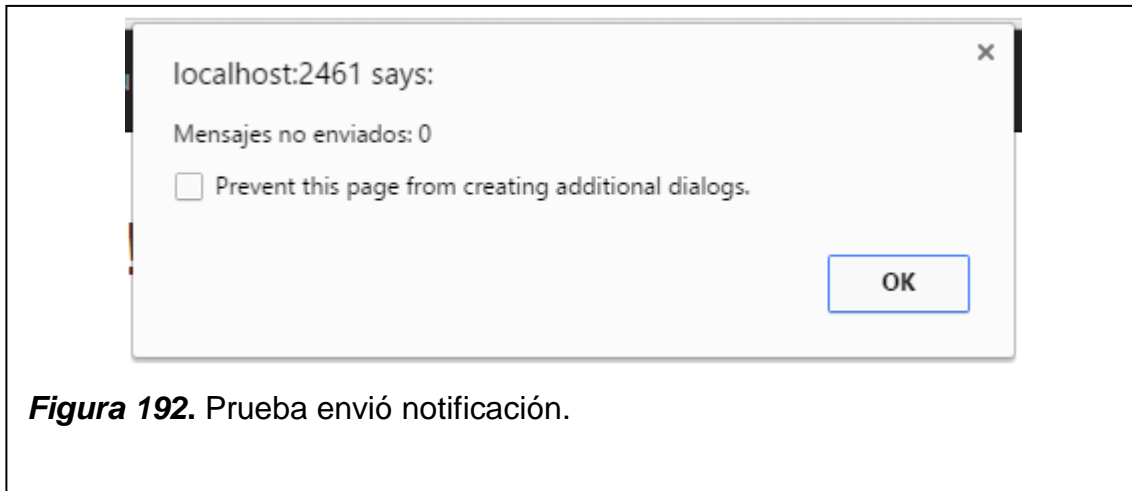 localhost:2461 says:
Mensajes no enviados: 0
Prevent this page from creating additional dialogs.
OK
Figura 192. Prueba envió notificación.